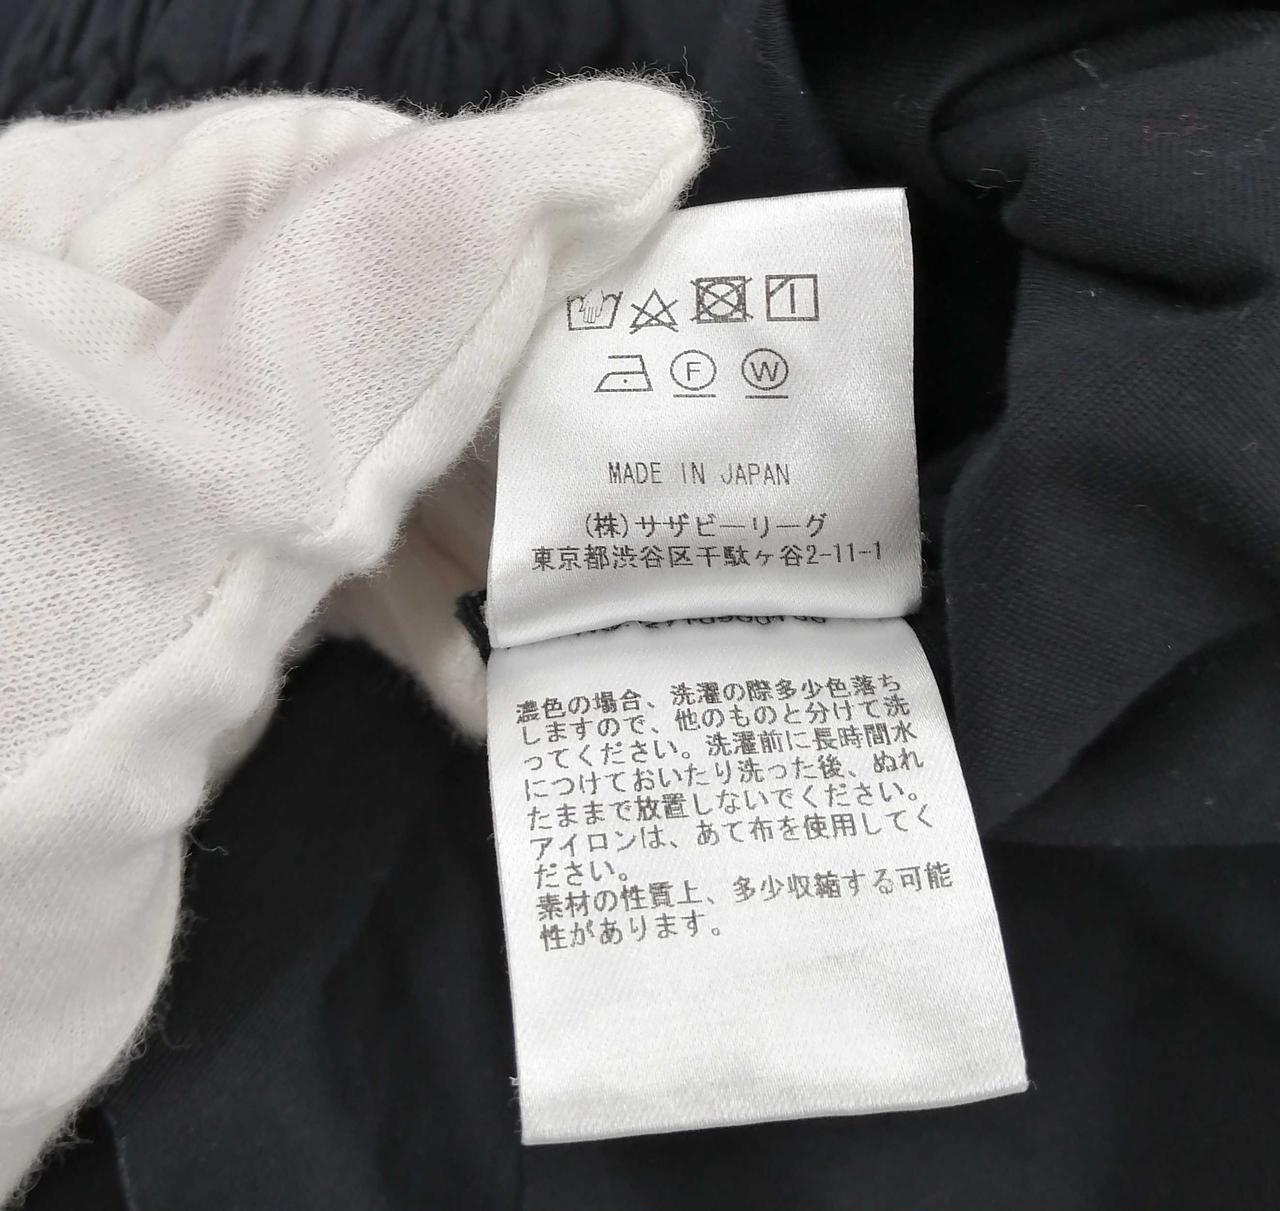 F W
MADE IN JAPAN
(株)サザビーリーグ
東京都渋谷区千駄ヶ谷2-11-1
濃色の場合、洗濯の際多少色落ち
しますので、他のものと分けて洗
ってください。洗濯前に長時間水
につけておいたり洗った後、ぬれ
たままで放置しないでください。
アイロンは、あて布を使用してく
ださい。
素材の性質上、多少収縮する可能
性があります。